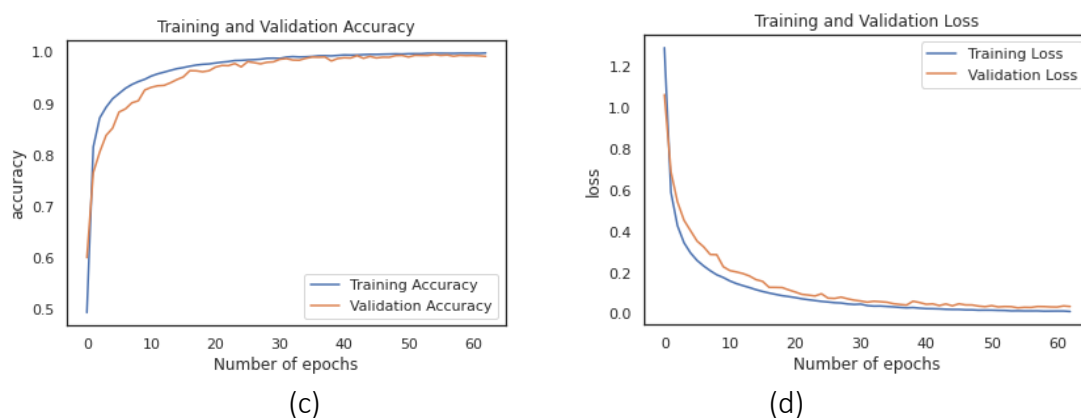 Training and Validation Accuracy
1.0
0.9
0.8
0.7
0.6
0.5
accuracy
Training Accuracy
Validation Accuracy
0 10 20 30 40 50 60
Number of epochs
(c)
Training and Validation Loss
1.2
1.0
0.8
0.6
0.4
0.2
0.0
loss
Training Loss
Validation Loss
0 10 20 30 40 50 60
Number of epochs
(d)